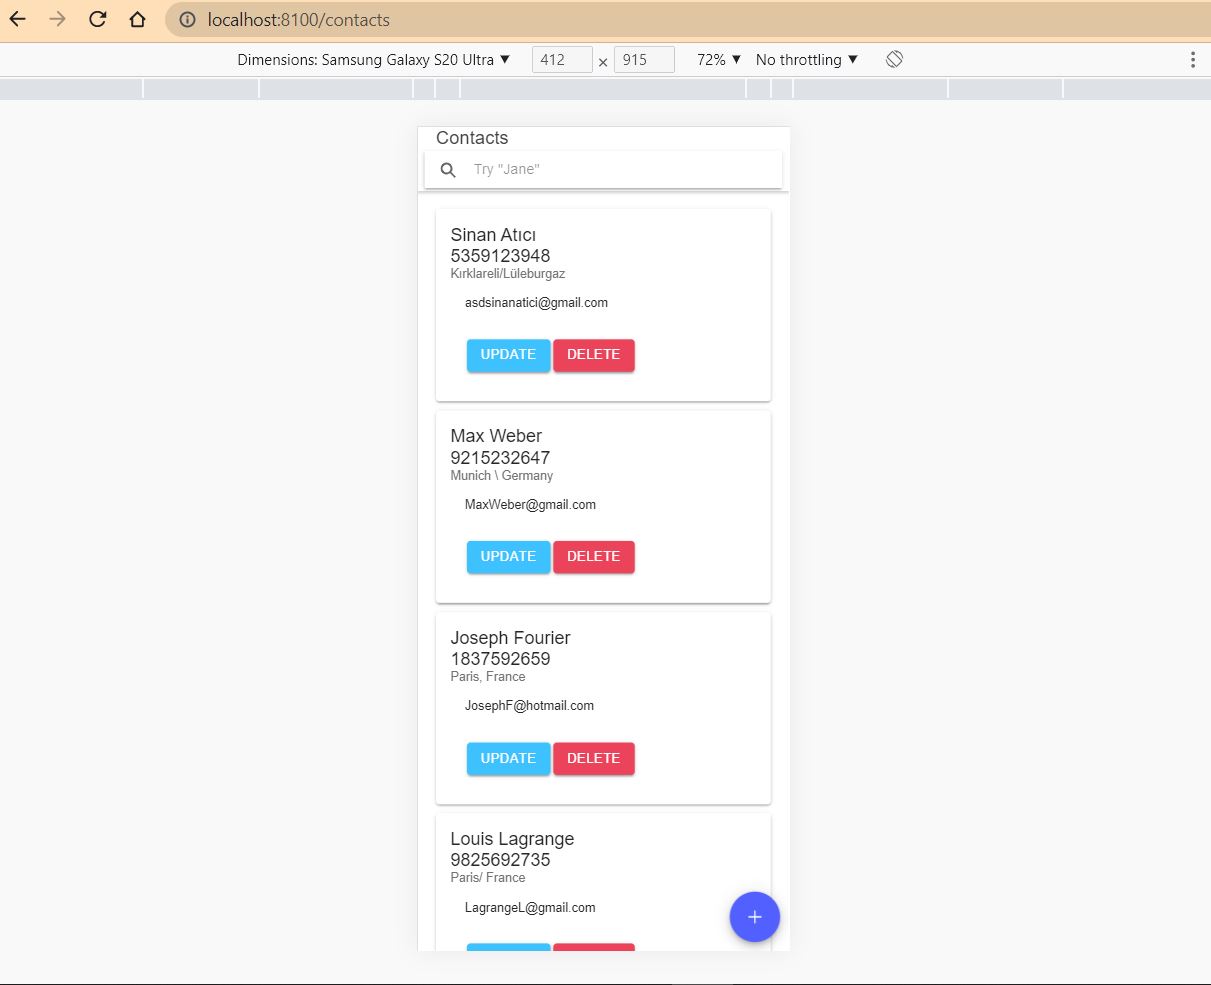 localhost:8100/contacts
Dimensions: Samsung Galaxy S20 Ultra ▼ 412 × 915 72% ▼ No throttling ▼
Contacts
Try "Jane"
Sinan Atıcı
5359123948
Kırklareli/Lüleburgaz
asdsinanatici@gmail.com
UPDATE DELETE
Max Weber
9215232647
Munich \ Germany
MaxWeber@gmail.com
UPDATE DELETE
Joseph Fourier
1837592659
Paris, France
JosephF@hotmail.com
UPDATE DELETE
Louis Lagrange
9825692735
Paris/ France
LagrangeL@gmail.com